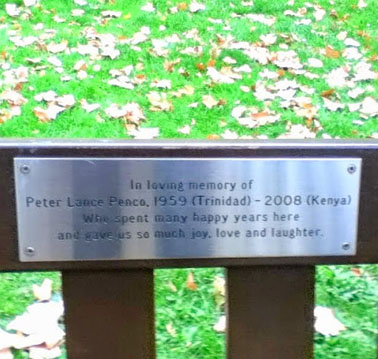 In loving memory of
Peter Lance Penco, 1959 (Trinidad) - 2008 (Kenya)
Who spent many happy years here
and gave us so much joy, love and laughter.